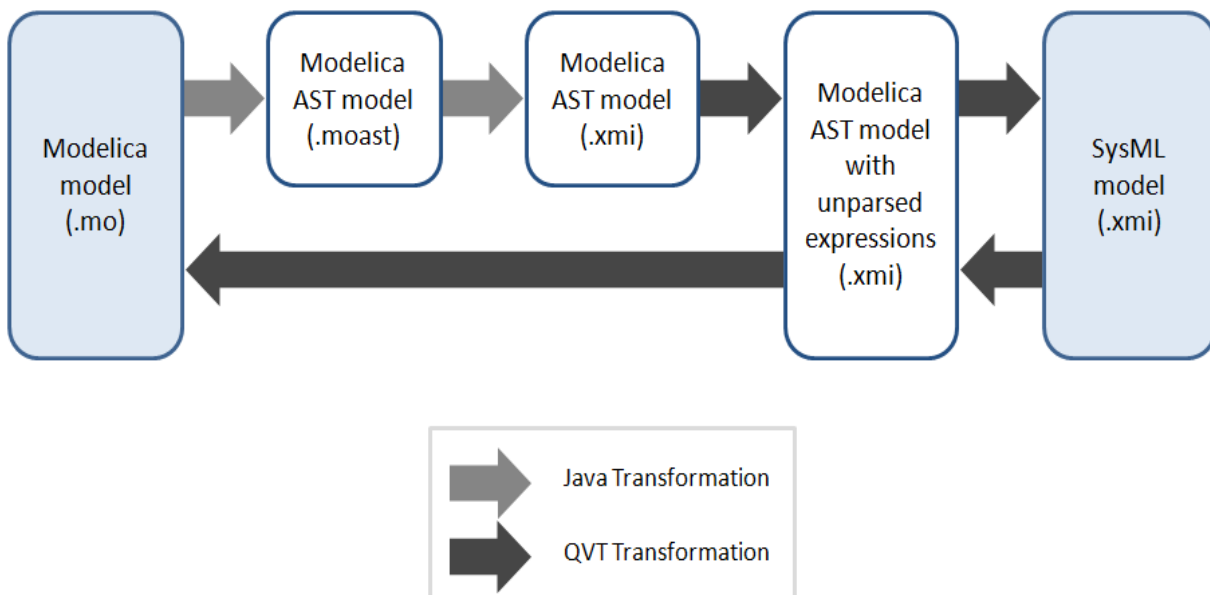 Modelica
model
(.mo)
Modelica
AST model
(.moast)
Modelica
AST model
(.xmi)
Modelica
AST model
with
unparsed
expressions
(.xmi)
SysML
model
(.xmi)
Java Transformation
QVT Transformation